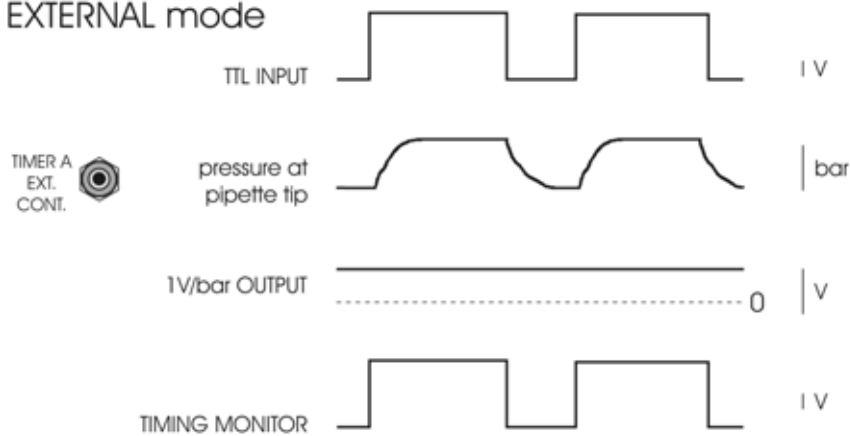 EXTERNAL mode
TTL INPUT
I V
TIMER A
EXT.
CONT.
pressure at
pipette tip
bar
1V/bar OUTPUT
0
V
TIMING MONITOR
I V